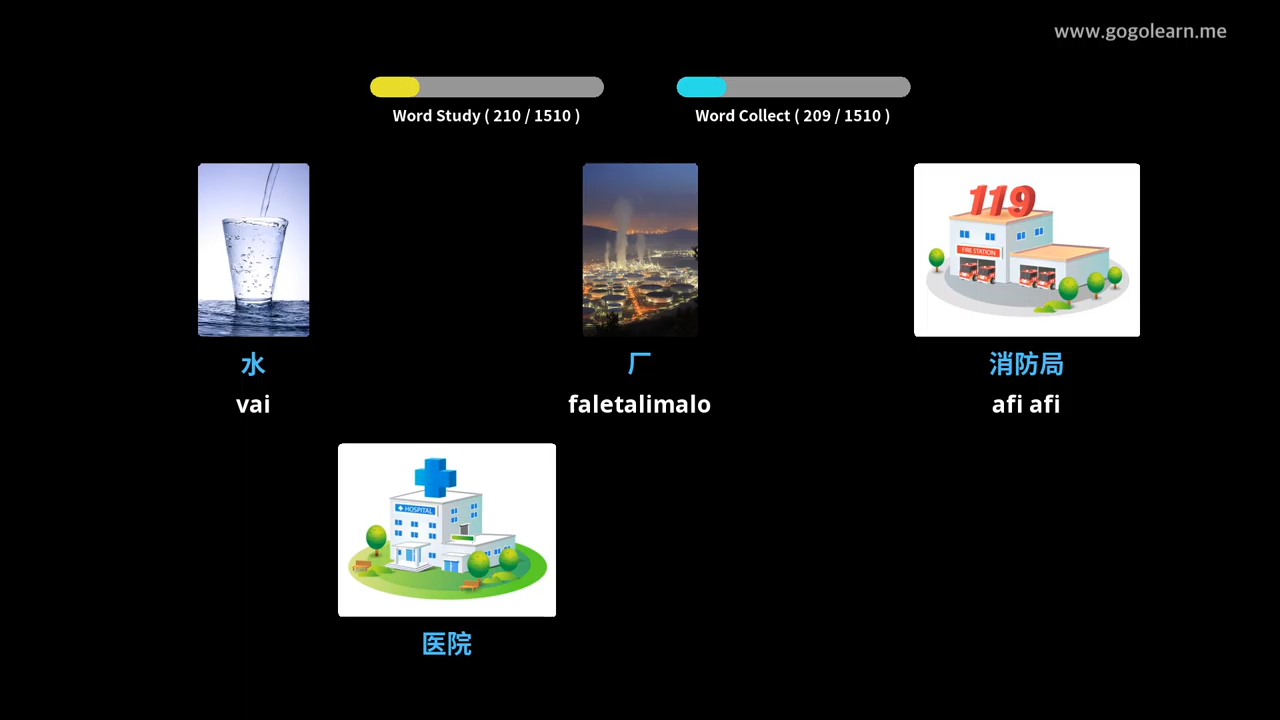 www.gogolearn.me
Word Study ( 210 / 1510 )
Word Collect ( 209 / 1510 )
119
FIRE STATION
水
厂
消防局
vai
faletalimalo
afi afi
HOSPITAL
医院